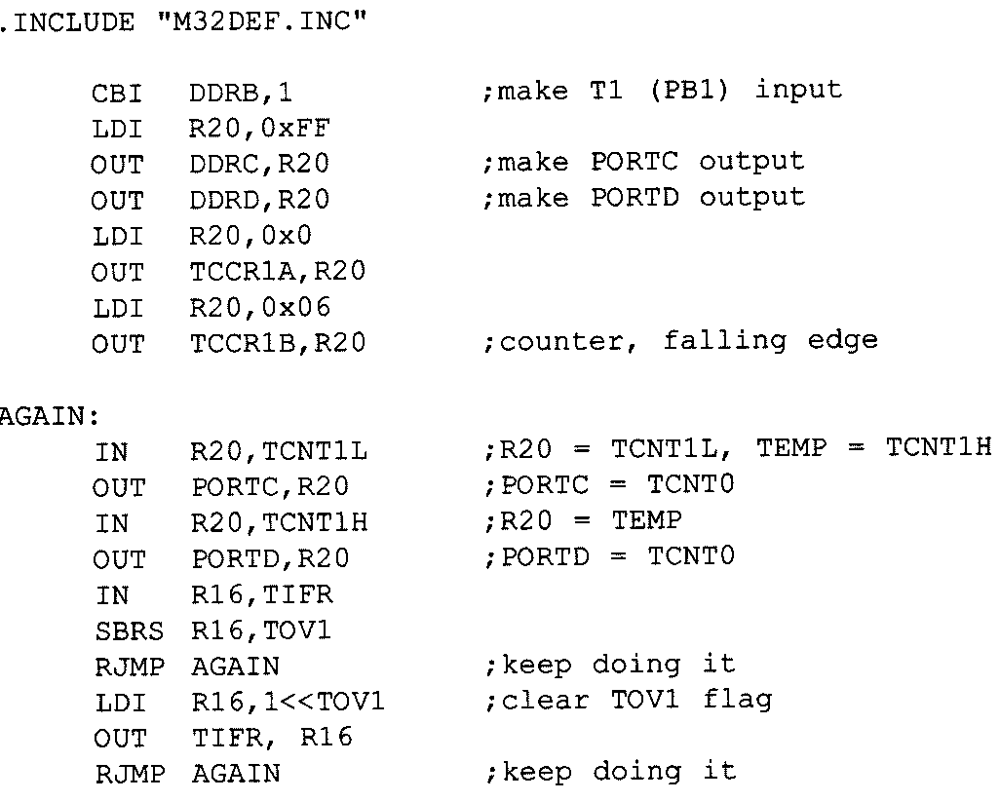 .INCLUDE "M32DEF.INC"
CBI DDRB,1 ;make T1 (PB1) input
LDI R20,0xFF
OUT DDRC,R20 ;make PORTC output
OUT DDRD,R20 ;make PORTD output
LDI R20,0x0
OUT TCCR1A,R20
LDI R20,0x06
OUT TCCR1B,R20 ;counter, falling edge
AGAIN:
IN R20,TCNT1L ;R20 = TCNT1L, TEMP = TCNT1H
OUT PORTC,R20 ;PORTC = TCNT0
IN R20,TCNT1H ;R20 = TEMP
OUT PORTD,R20 ;PORTD = TCNT0
IN R16,TIFR
SBRS R16,TOV1
RJMP AGAIN ;keep doing it
LDI R16,1<<TOV1 ;clear TOV1 flag
OUT TIFR, R16
RJMP AGAIN ;keep doing it